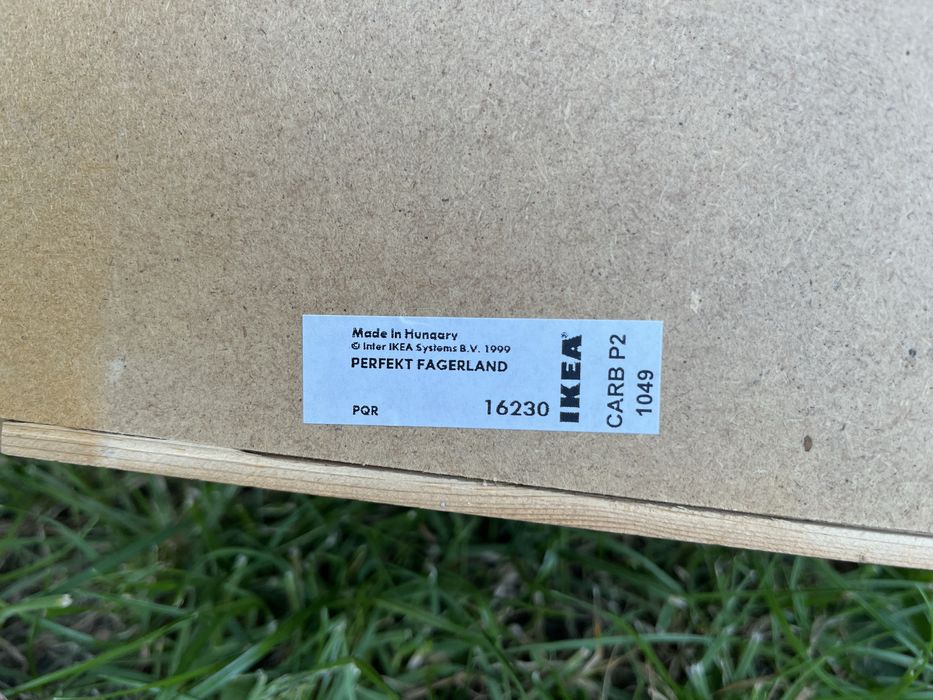 Made in Hungary
© Inter IKEA Systems B.V. 1999
PERFEKT FAGERLAND
PQR 16230
IKEA®
CARB P2
1049